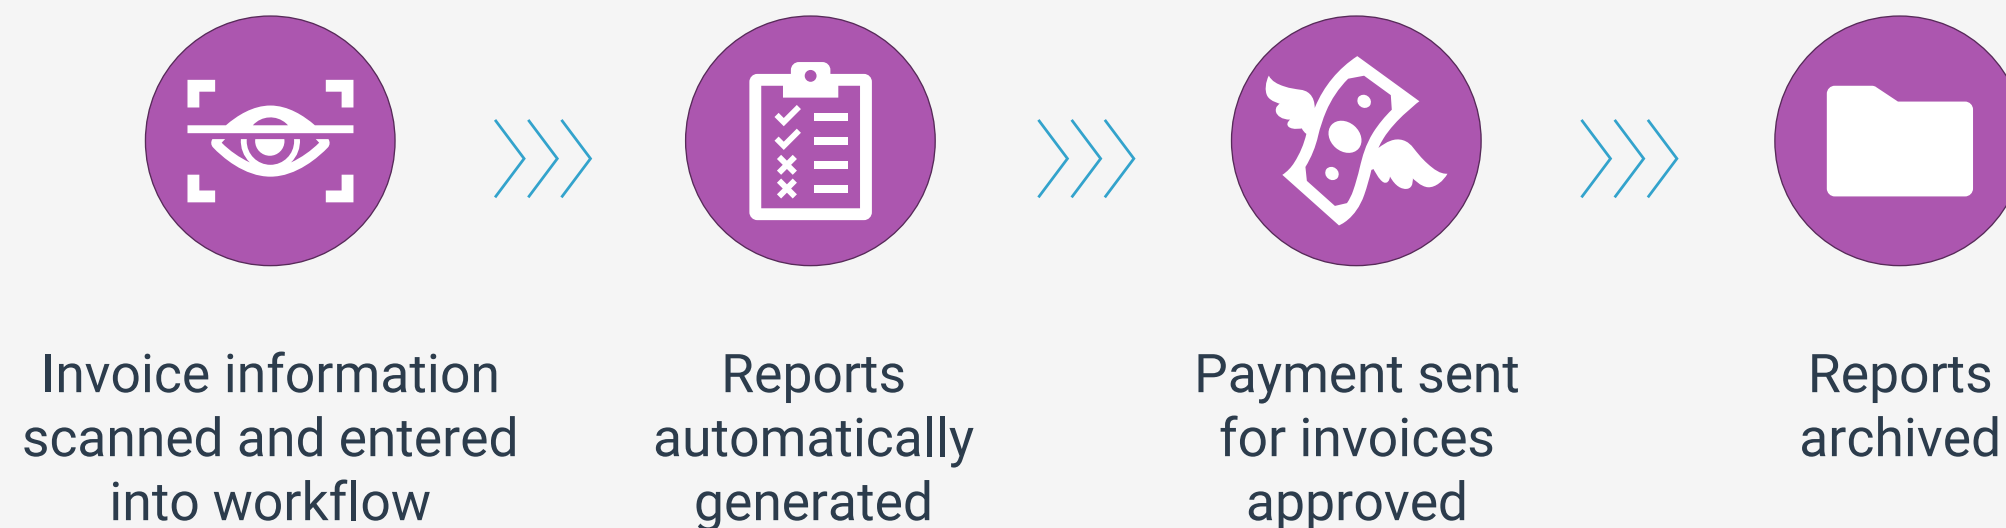 Invoice information
scanned and entered
into workflow
Reports
automatically
generated
Payment sent
for invoices
approved
Reports
archived